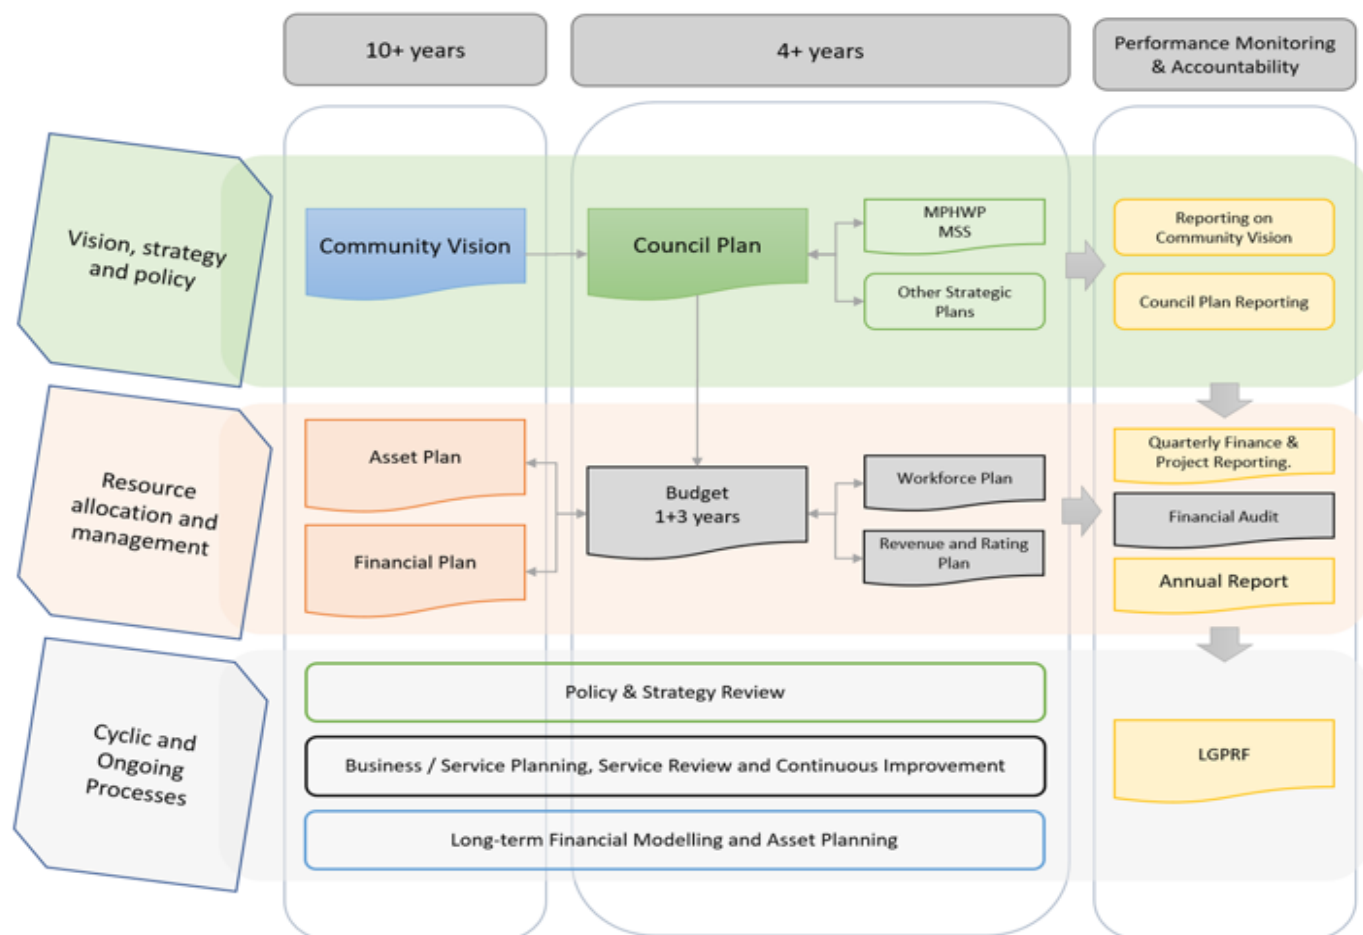 10+ years
4+ years
Performance Monitoring
& Accountability
Vision, strategy
and policy
Community Vision
Council Plan
MPHWP
MSS
Other Strategic
Plans
Reporting on
Community Vision
Council Plan Reporting
Resource
allocation and
management
Asset Plan
Financial Plan
Budget
1+3 years
Workforce Plan
Revenue and Rating
Plan
Quarterly Finance &
Project Reporting.
Financial Audit
Annual Report
Cyclic and
Ongoing
Processes
Policy & Strategy Review
Business / Service Planning, Service Review and Continuous Improvement
Long-term Financial Modelling and Asset Planning
LGPRF